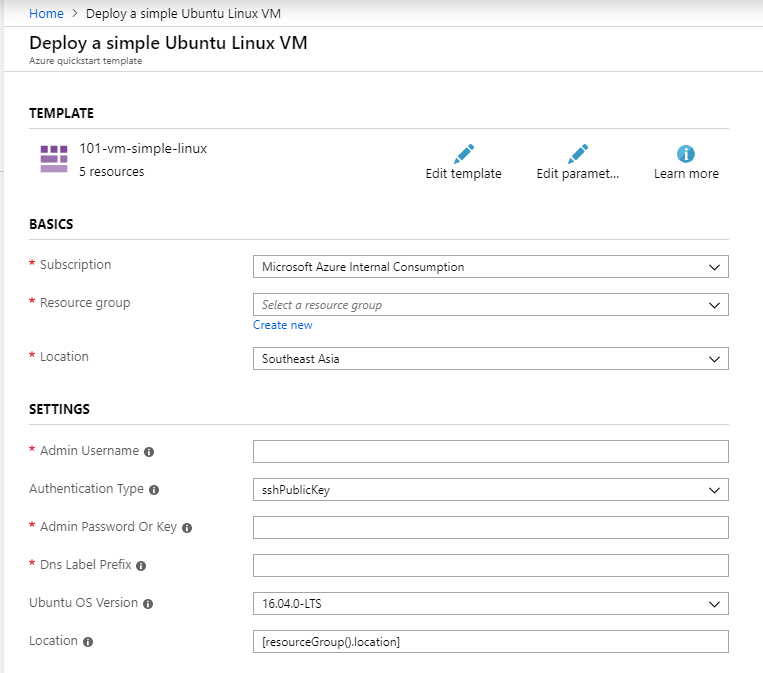 Home > Deploy a simple Ubuntu Linux VM
Deploy a simple Ubuntu Linux VM
Azure quickstart template
TEMPLATE
101-vm-simple-linux
5 resources
Edit template
Edit paramet...
Learn more
BASICS
* Subscription
Microsoft Azure Internal Consumption
* Resource group
Select a resource group
Create new
* Location
Southeast Asia
SETTINGS
* Admin Username
Authentication Type
sshPublicKey
* Admin Password Or Key
* Dns Label Prefix
Ubuntu OS Version
16.04.0-LTS
Location
[resourceGroup().location]